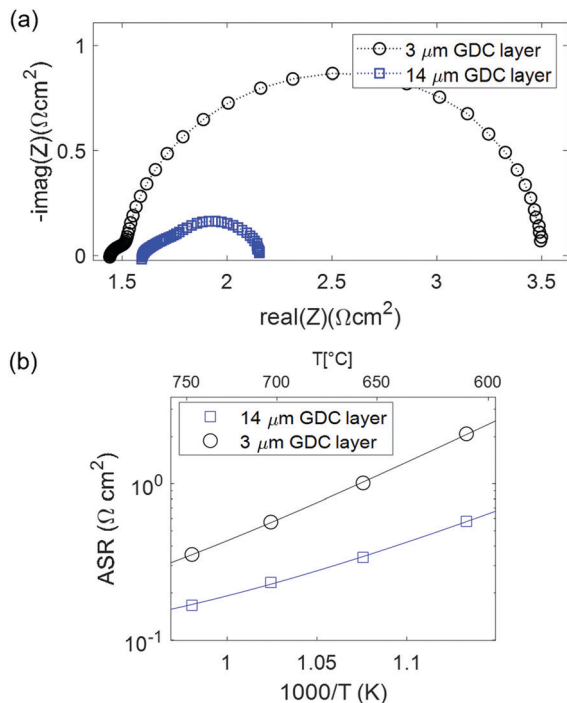 (a)
-imag(Z)(Ωcm²)
1
0.5
0
3 μm GDC layer
14 μm GDC layer
1.5
2
2.5
3
3.5
real(Z)(Ωcm²)
(b)
T[°C]
750
700
650
600
14 μm GDC layer
3 μm GDC layer
ASR (Ω cm²)
10⁰
10⁻¹
1
1.05
1.1
1000/T (K)